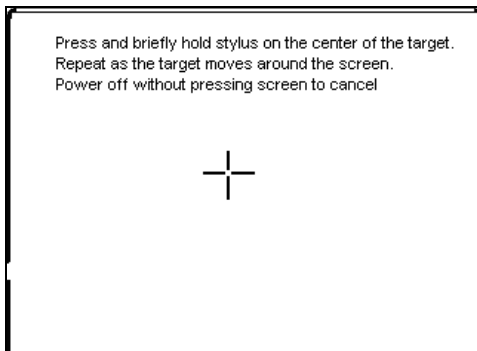 Press and briefly hold stylus on the center of the target.
Repeat as the target moves around the screen.
Power off without pressing screen to cancel